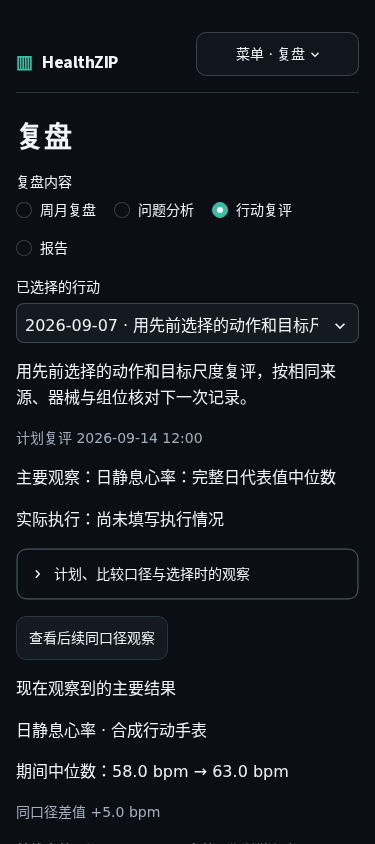 HealthZIP
菜单 · 复盘
复盘
复盘内容
周月复盘
问题分析
行动复评
报告
已选择的行动
2026-09-07 · 用先前选择的动作和目标
用先前选择的动作和目标尺度复评，按相同来
源、器械与组位核对下一次记录。
计划复评 2026-09-14 12:00
主要观察：日静息心率：完整日代表值中位数
实际执行：尚未填写执行情况
计划、比较口径与选择时的观察
查看后续同口径观察
现在观察到的主要结果
日静息心率 · 合成行动手表
期间中位数：58.0 bpm → 63.0 bpm
同口径差值 +5.0 bpm